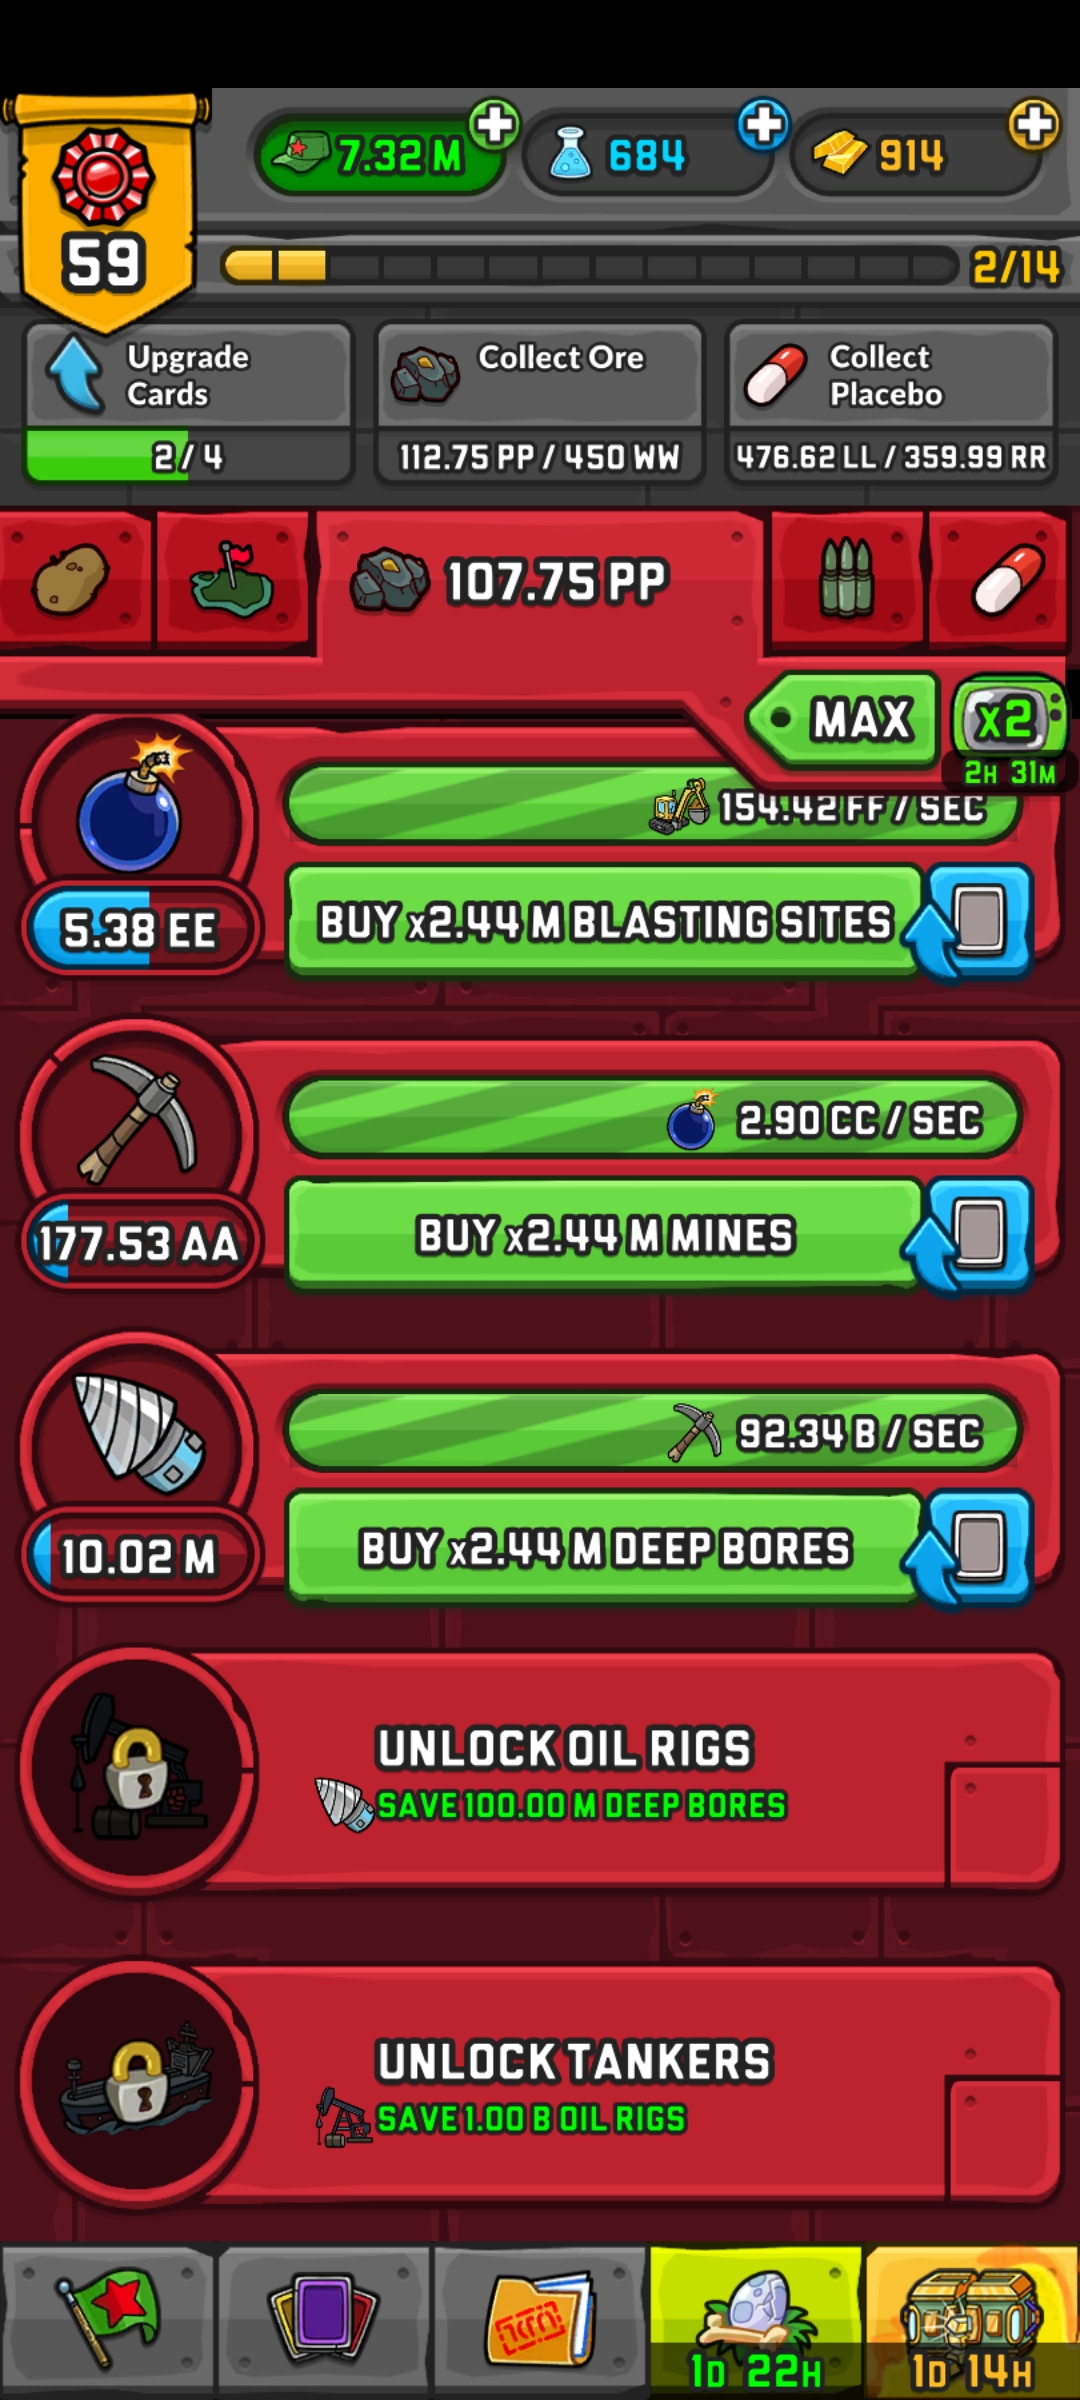 7.32 M
684
914
59
2/14
Upgrade
Cards
2/4
Collect Ore
112.75 PP / 450 WW
Collect
Placebo
476.62 LL / 359.99 RR
107.75 PP
MAX
x2
2H 31M
154.42 FF / SEC
5.38 EE
BUY x2.44 M BLASTING SITES
2.90 CC / SEC
177.53 AA
BUY x2.44 M MINES
92.34 B / SEC
10.02 M
BUY x2.44 M DEEP BORES
UNLOCK OIL RIGS
SAVE 100.00 M DEEP BORES
UNLOCK TANKERS
SAVE 1.00 B OIL RIGS
1D 22H
1D 14H